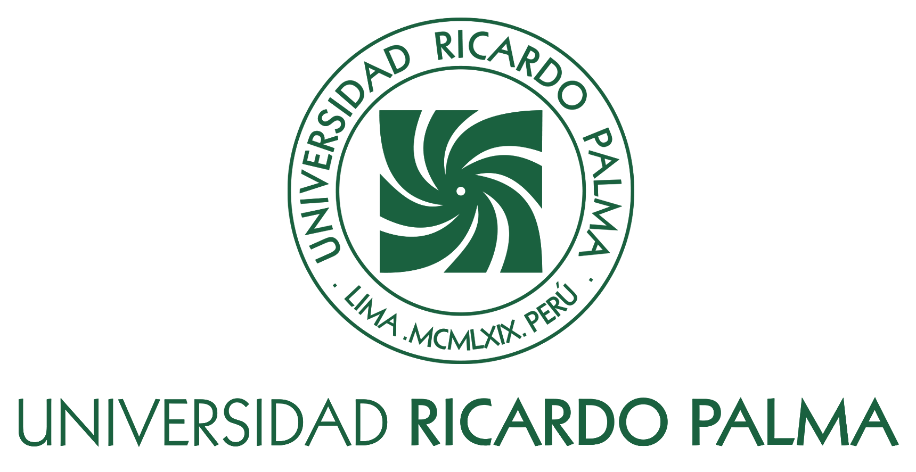 UNIVERSIDAD RICARDO PALMA
. LIMA .MCMLXIX. PERÚ .
UNIVERSIDAD RICARDO PALMA